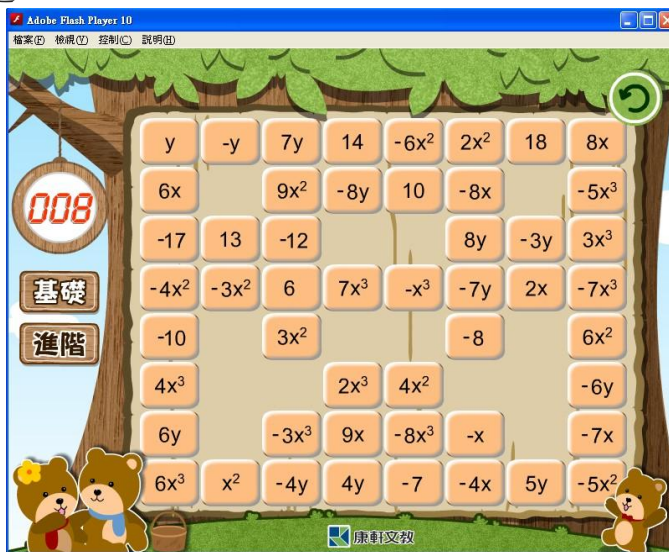 Adobe Flash Player 10
檔案(F) 檢視(V) 控制(C) 說明(H)
y -y 7y 14 -6x² 2x² 18 8x
6x 9x² -8y 10 -8x -5x³
008
-17 13 -12 8y -3y 3x³
基礎
-4x² -3x² 6 7x³ -x³ -7y 2x -7x³
進階
-10 3x² -8 6x²
4x³ 2x³ 4x² -6y
6y -3x³ 9x -8x³ -x -7x
6x³ x² -4y 4y -7 -4x 5y -5x²
康軒文教